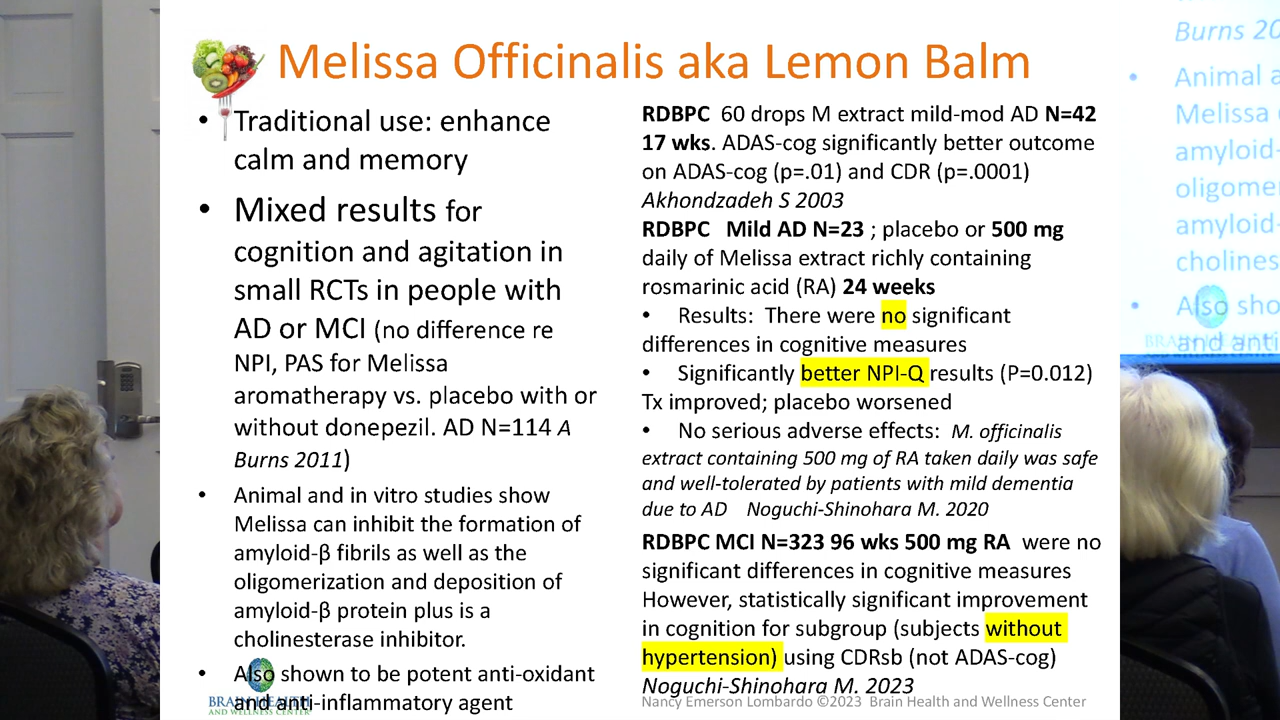 Melissa Officinalis aka Lemon Balm
• Traditional use: enhance
calm and memory
• Mixed results for
cognition and agitation in
small RCTs in people with
AD or MCI (no difference re
NPI, PAS for Melissa
aromatherapy vs. placebo with or
without donepezil. AD N=114 A
Burns 2011)
• Animal and in vitro studies show
Melissa can inhibit the formation of
amyloid-β fibrils as well as the
oligomerization and deposition of
amyloid-β protein plus is a
cholinesterase inhibitor.
• Also shown to be potent anti-oxidant
and anti-inflammatory agent
BRAIN HEALTH
AND WELLNESS CENTER
RDBPC 60 drops M extract mild-mod AD N=42
17 wks. ADAS-cog significantly better outcome
on ADAS-cog (p=.01) and CDR (p=.0001)
Akhondzadeh S 2003
RDBPC Mild AD N=23 ; placebo or 500 mg
daily of Melissa extract richly containing
rosmarinic acid (RA) 24 weeks
• Results: There were no significant
differences in cognitive measures
• Significantly better NPI-Q results (P=0.012)
Tx improved; placebo worsened
• No serious adverse effects: M. officinalis
extract containing 500 mg of RA taken daily was safe
and well-tolerated by patients with mild dementia
due to AD Noguchi-Shinohara M. 2020
RDBPC MCI N=323 96 wks 500 mg RA were no
significant differences in cognitive measures
However, statistically significant improvement
in cognition for subgroup (subjects without
hypertension) using CDRsb (not ADAS-cog)
Noguchi-Shinohara M. 2023
Nancy Emerson Lombardo ©2023 Brain Health and Wellness Center
Burns 20
• Animal a
Melissa
amyloid-
oligome
amyloid-
cholines
• Also sho
and anti